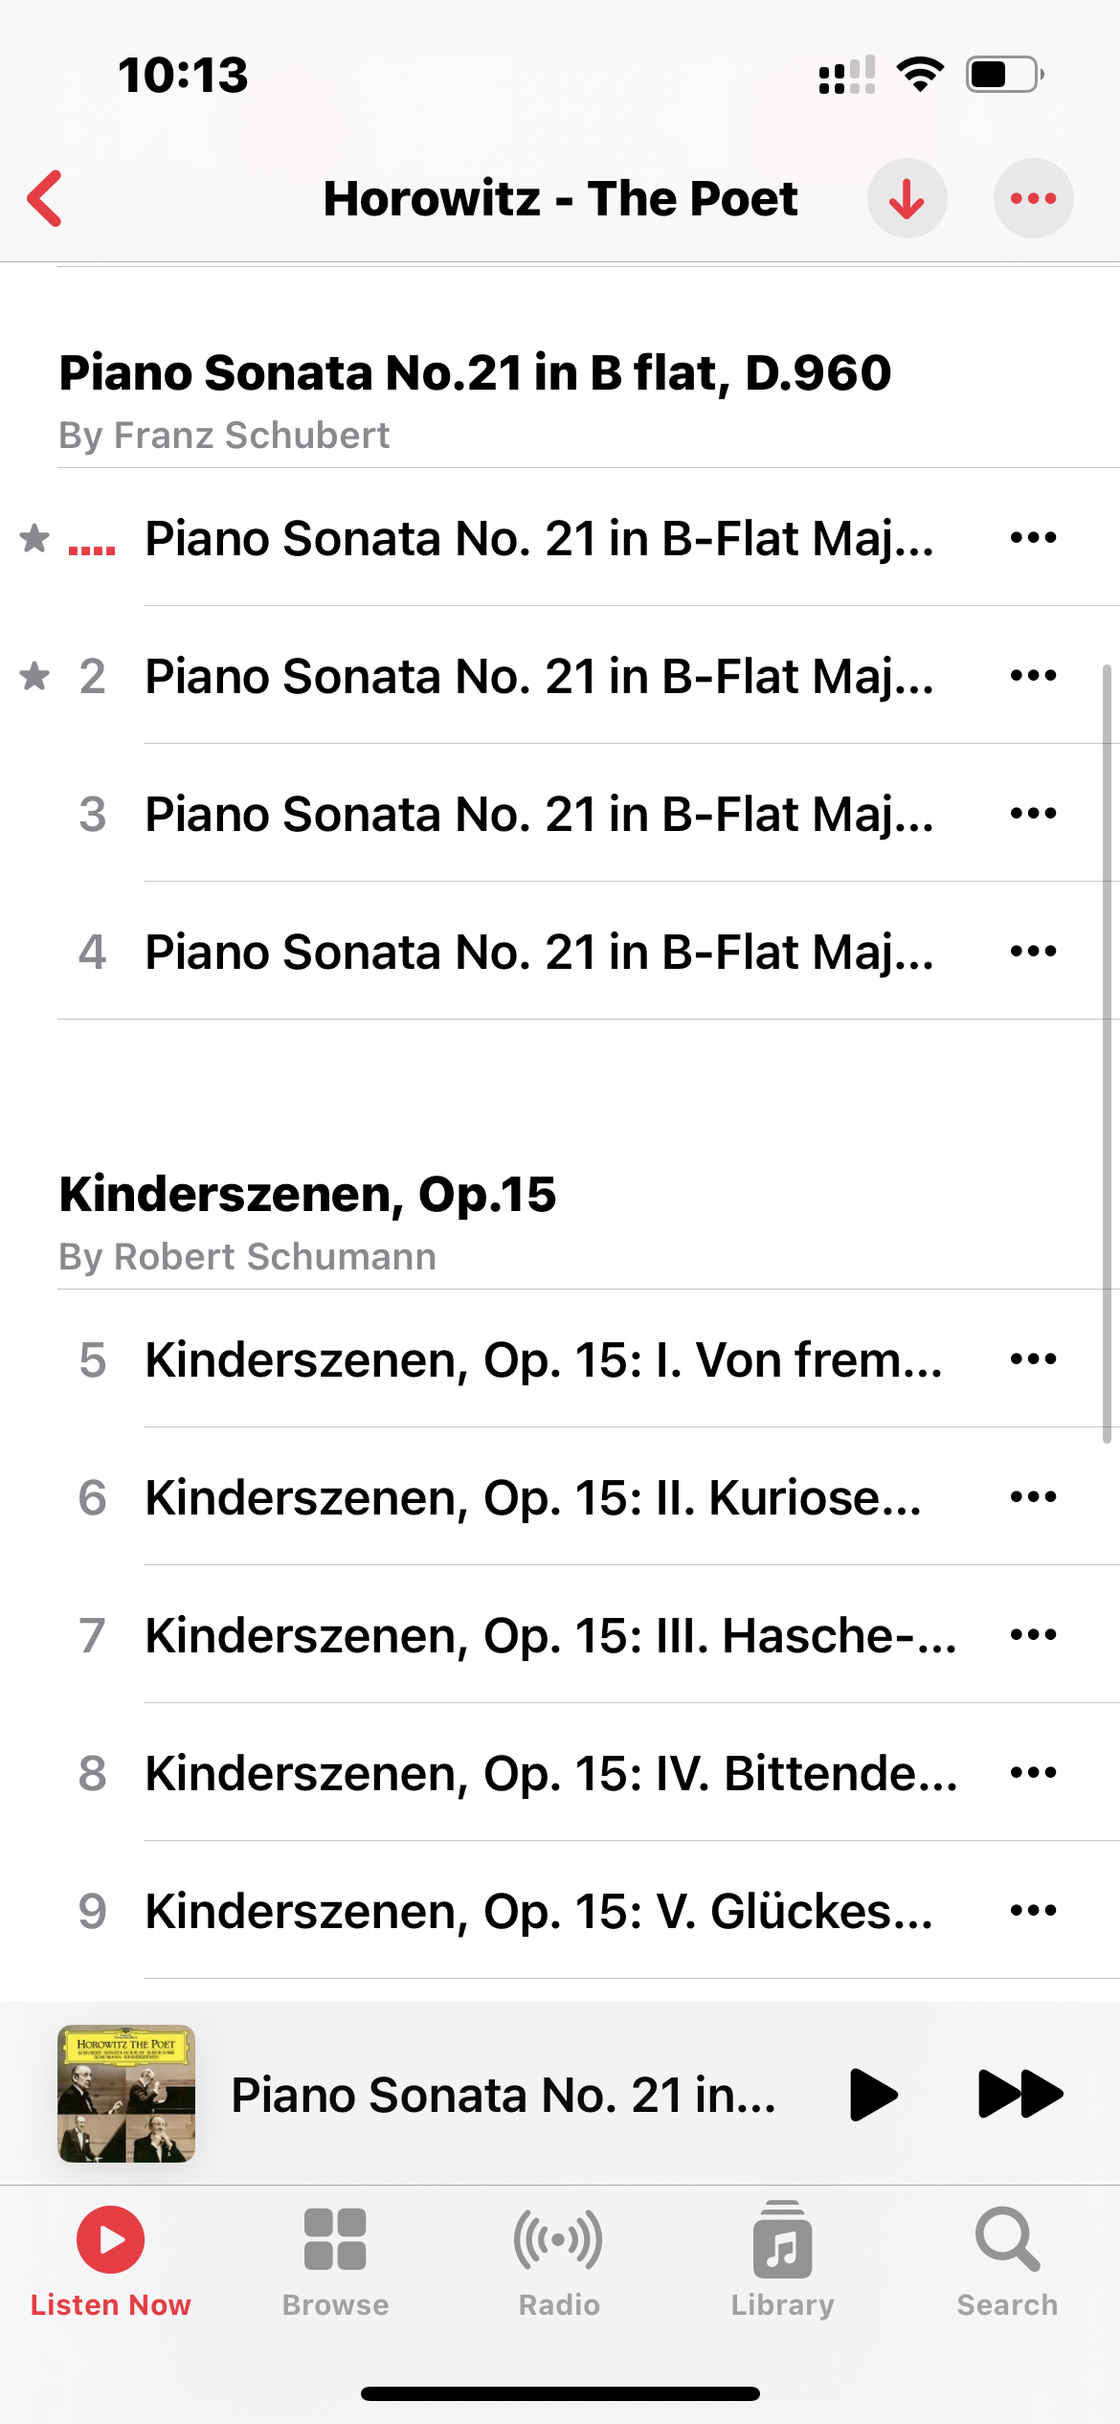 10:13
Horowitz - The Poet
Piano Sonata No.21 in B flat, D.960
By Franz Schubert
Piano Sonata No. 21 in B-Flat Maj...
2 Piano Sonata No. 21 in B-Flat Maj...
3 Piano Sonata No. 21 in B-Flat Maj...
4 Piano Sonata No. 21 in B-Flat Maj...
Kinderszenen, Op.15
By Robert Schumann
5 Kinderszenen, Op. 15: I. Von frem...
6 Kinderszenen, Op. 15: II. Kuriose...
7 Kinderszenen, Op. 15: III. Hasche-...
8 Kinderszenen, Op. 15: IV. Bittende...
9 Kinderszenen, Op. 15: V. Glückes...
HOROWITZ THE POET
Piano Sonata No. 21 in...
Listen Now Browse Radio Library Search